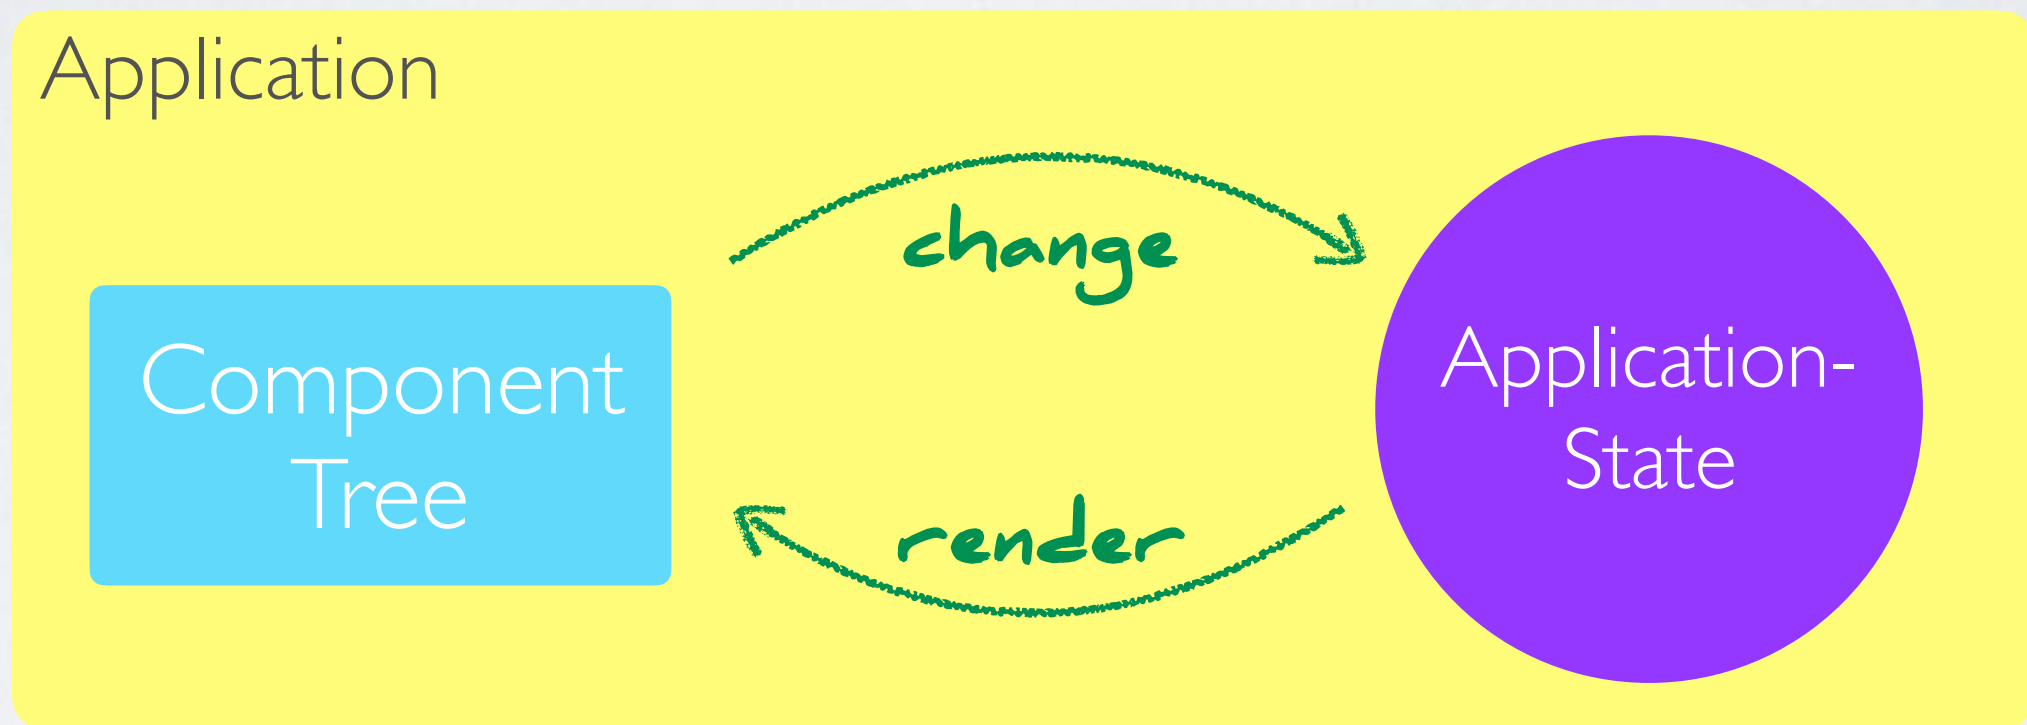 Application
change
Component
Tree
Application-
State
render